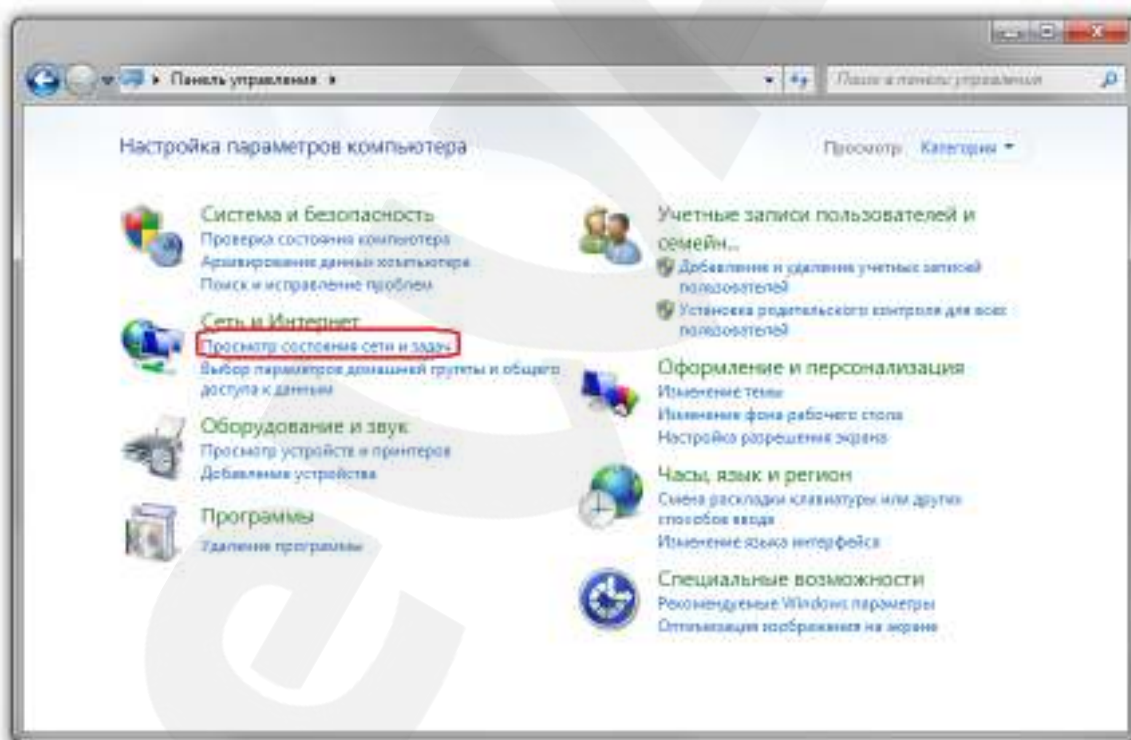 Панель управления
Поиск в панели управления
Настройка параметров компьютера
Просмотр: Категория
Система и безопасность
Проверка состояния компьютера
Архивирование данных компьютера
Поиск и исправление проблем
Сеть и Интернет
Просмотр состояния сети и задач
Выбор параметров домашней группы и общего
доступа к данным
Оборудование и звук
Просмотр устройств и принтеров
Добавление устройства
Программы
Удаление программы
Учетные записи пользователей и
семейн...
Добавление и удаление учетных записей
пользователей
Установка родительского контроля для всех
пользователей
Оформление и персонализация
Изменение темы
Изменение фона рабочего стола
Настройка разрешения экрана
Часы, язык и регион
Смена раскладки клавиатуры или других
способов ввода
Изменение языка интерфейса
Специальные возможности
Рекомендуемые Windows параметры
Оптимизация изображения на экране